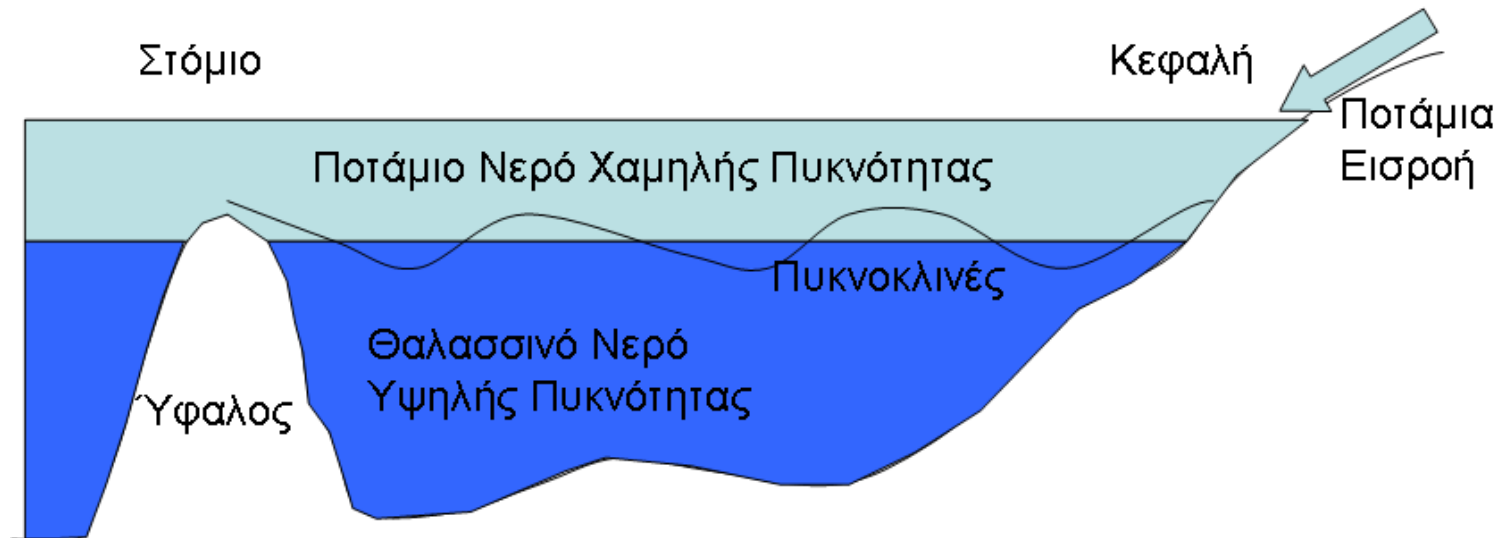 Στόμιο
Κεφαλή
Ποτάμια
Εισροή
Ποτάμιο Νερό Χαμηλής Πυκνότητας
Πυκνοκλινές
Θαλασσινό Νερό
Υψηλής Πυκνότητας
Ύφαλος